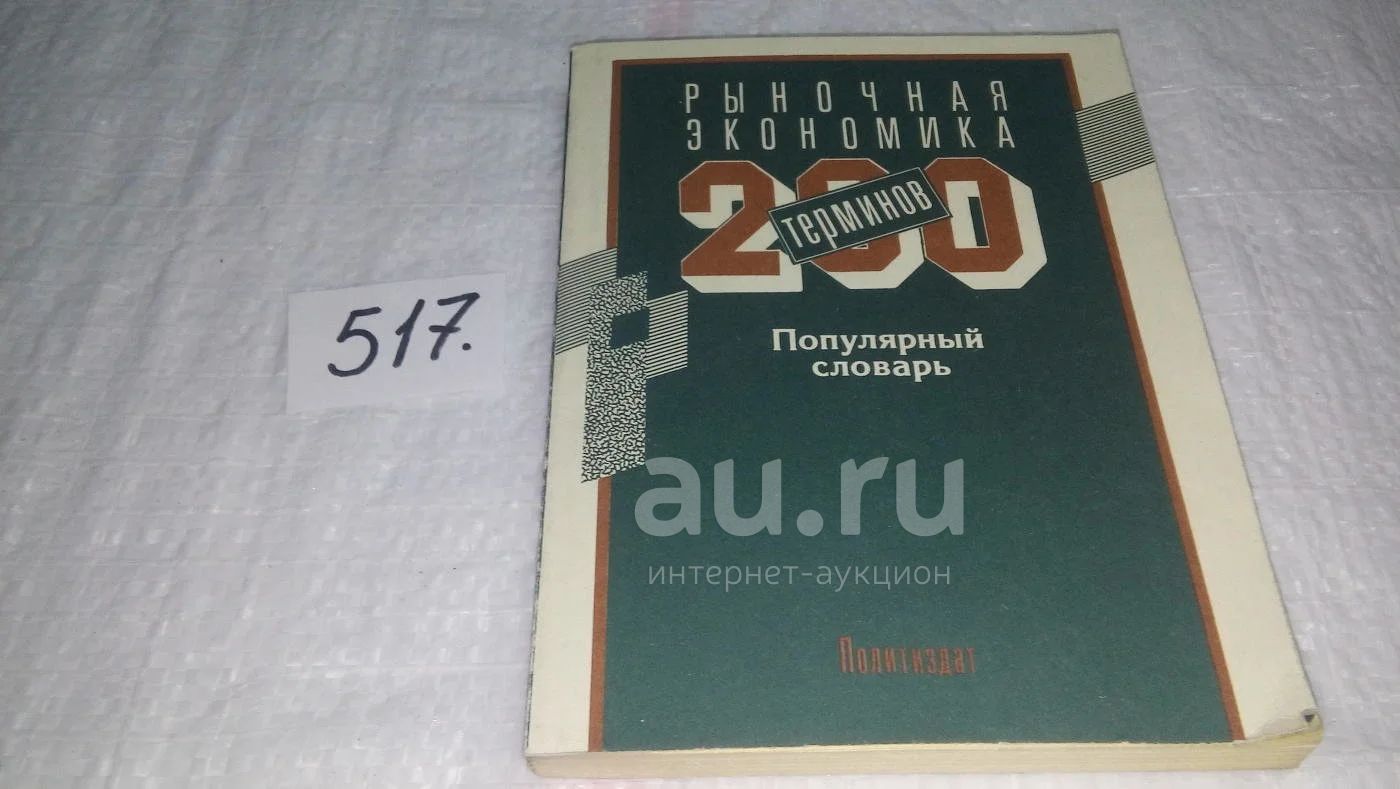 РЫНОЧНАЯ
ЭКОНОМИКА
200
терминов
Популярный
словарь
517.
au.ru
интернет-аукцион
Политиздат